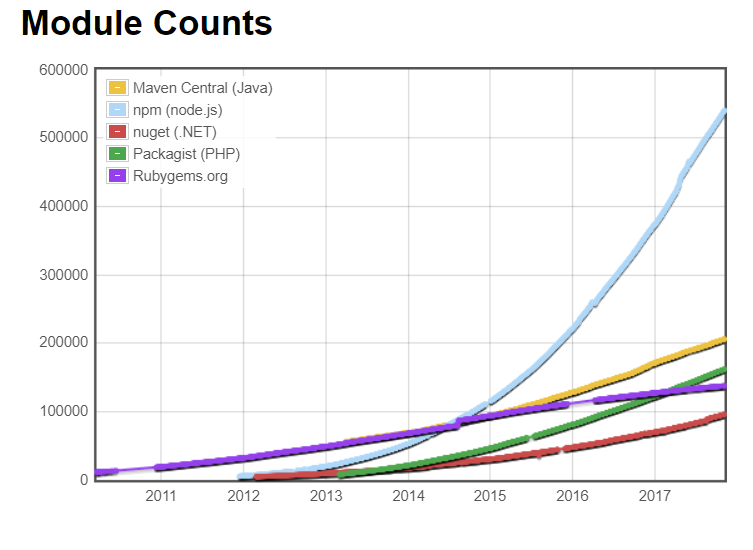 Module Counts
600000
500000
400000
300000
200000
100000
0
Maven Central (Java)
npm (node.js)
nuget (.NET)
Packagist (PHP)
Rubygems.org
2011 2012 2013 2014 2015 2016 2017